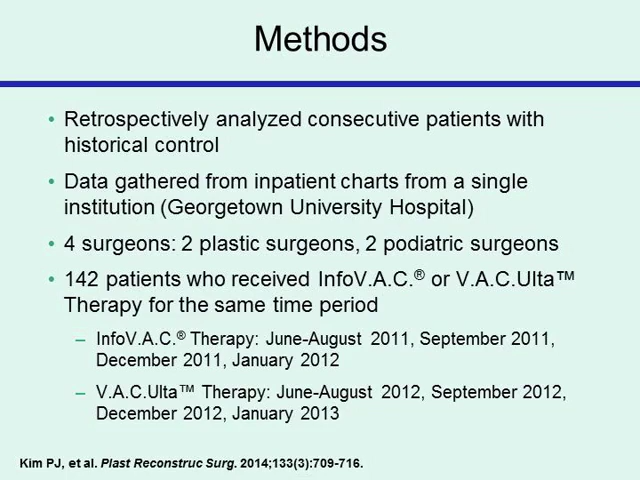 Methods
• Retrospectively analyzed consecutive patients with
historical control
• Data gathered from inpatient charts from a single
institution (Georgetown University Hospital)
• 4 surgeons: 2 plastic surgeons, 2 podiatric surgeons
• 142 patients who received InfoV.A.C.® or V.A.C.Ulta™
Therapy for the same time period
– InfoV.A.C.® Therapy: June-August 2011, September 2011,
December 2011, January 2012
– V.A.C.Ulta™ Therapy: June-August 2012, September 2012,
December 2012, January 2013
Kim PJ, et al. Plast Reconstruc Surg. 2014;133(3):709-716.